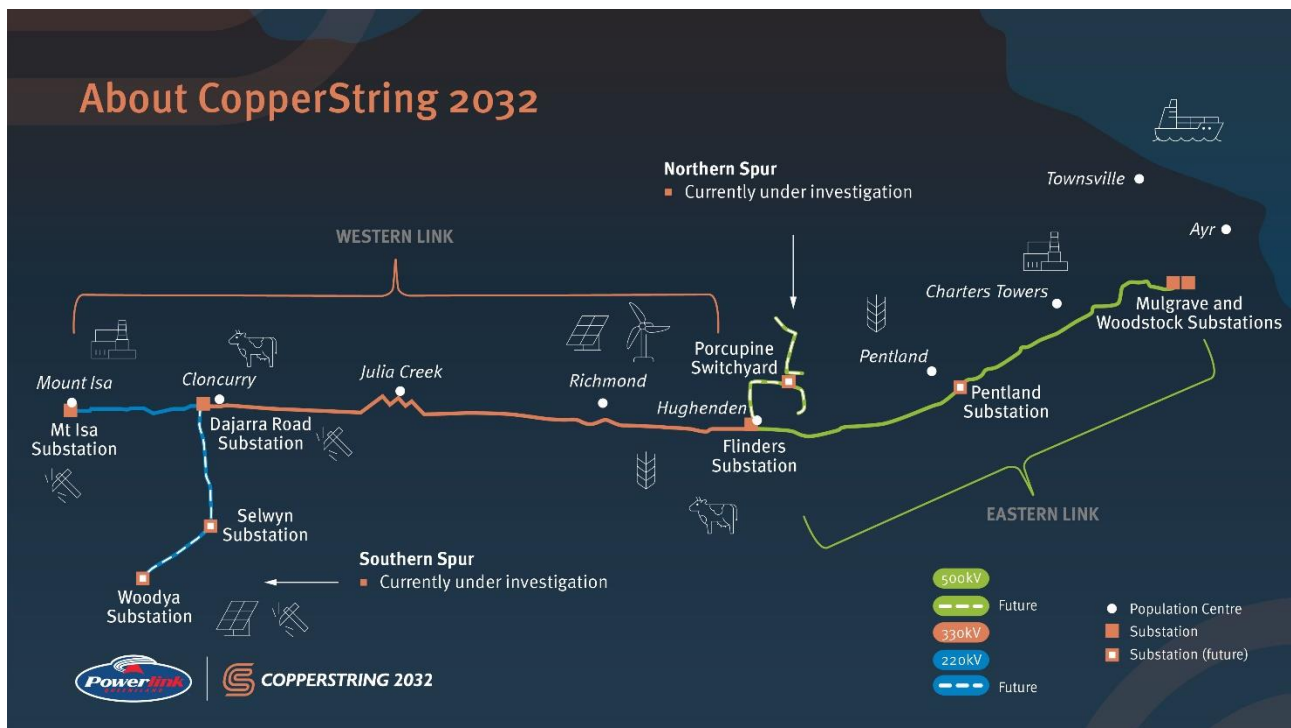 About CopperString 2032
Northern Spur
Currently under investigation
Townsville
Ayr
WESTERN LINK
Charters Towers
Mulgrave and
Woodstock Substations
Porcupine
Switchyard
Pentland
Mount Isa
Cloncurry
Julia Creek
Richmond
Hughenden
Pentland
Substation
Mt Isa
Substation
Dajarra Road
Substation
Flinders
Substation
EASTERN LINK
Selwyn
Substation
Southern Spur
Currently under investigation
Woodya
Substation
500kV
Future
330kV
220kV
Future
Population Centre
Substation
Substation (future)
Powerlink
QUEENSLAND
COPPERSTRING 2032